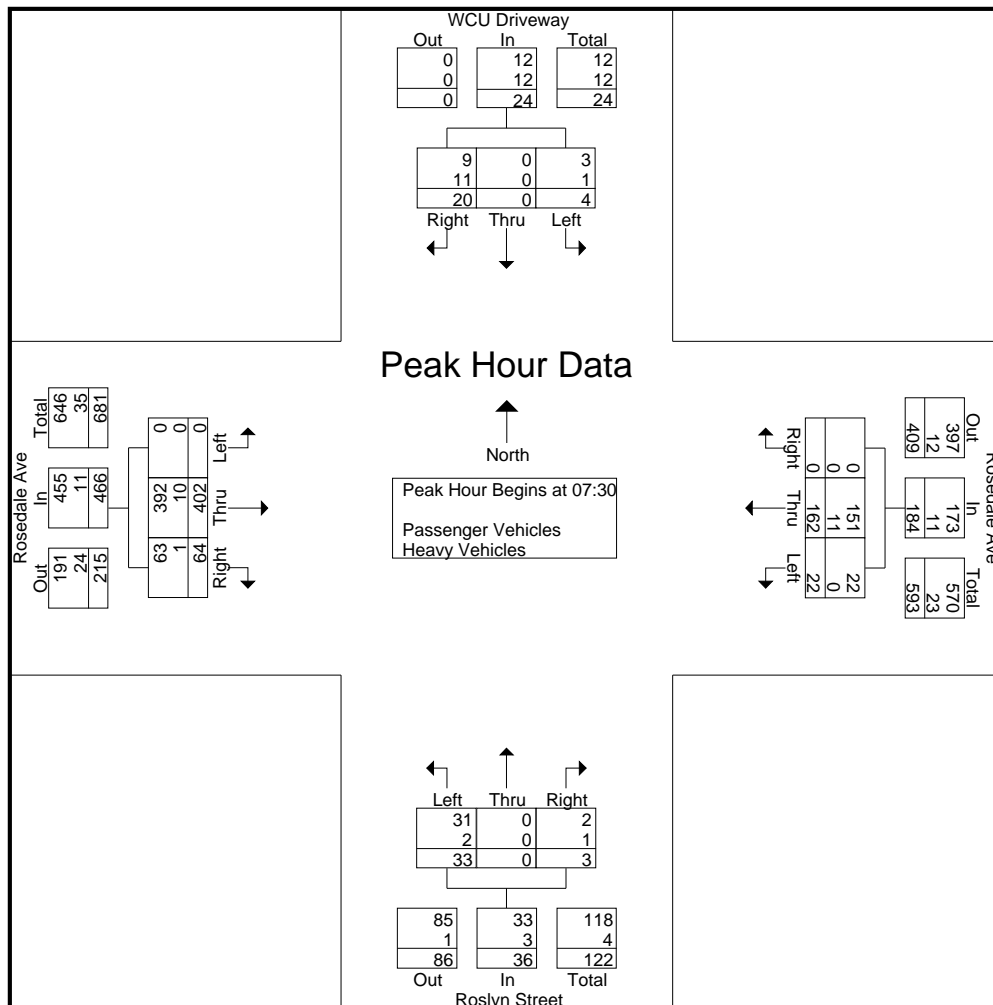 WCU Driveway
Out In Total
0 12 12
0 12 12
0 24 24
9 0 3
11 0 1
20 0 4
Right Thru Left
Peak Hour Data
North
Peak Hour Begins at 07:30
Passenger Vehicles
Heavy Vehicles
Rosedale Ave
Total In Out
646 455 191
35 11 24
681 466 215
0 392 63
0 10 1
0 402 64
Left Thru Right
Rosedale Ave
Out In Total
397 173 570
12 11 23
409 184 593
0 151 22
0 11 0
0 162 22
Right Thru Left
Left Thru Right
31 0 2
2 0 1
33 0 3
85 33 118
1 3 4
86 36 122
Out In Total
Roslyn Street